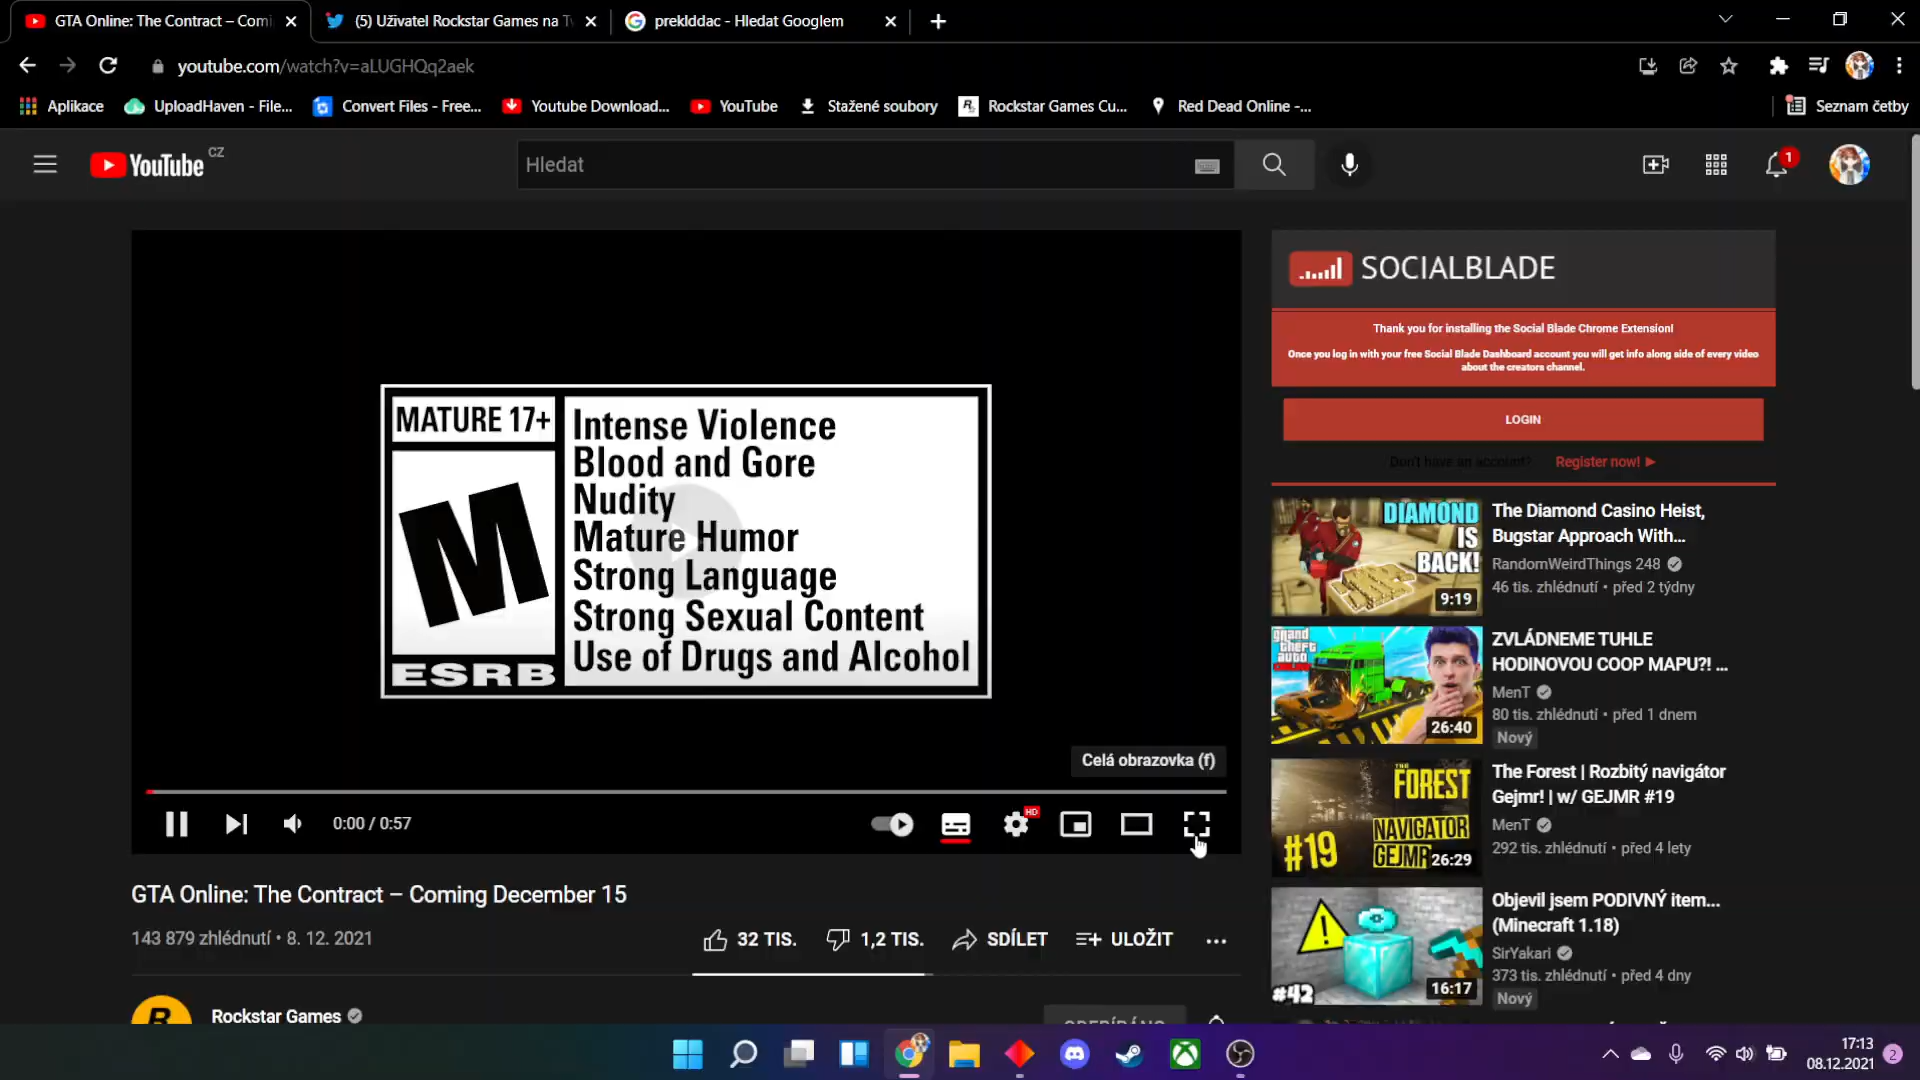 GTA Online: The Contract – Comi
(5) Uživatel Rockstar Games na Tw
preklddac - Hledat Googlem
youtube.com/watch?v=aLUGHQq2aek
Aplikace
UploadHaven - File...
Convert Files - Free...
Youtube Download...
YouTube
Stažené soubory
Rockstar Games Cu...
Red Dead Online -...
Seznam četby
YouTube CZ
Hledat
1
SOCIALBLADE
Thank you for installing the Social Blade Chrome Extension!
Once you log in with your free Social Blade Dashboard account you will get info along side of every video
about the creators channel.
LOGIN
Don't have an account? Register now!
MATURE 17+
M
ESRB
Intense Violence
Blood and Gore
Nudity
Mature Humor
Strong Language
Strong Sexual Content
Use of Drugs and Alcohol
Celá obrazovka (f)
0:00 / 0:57
HD
GTA Online: The Contract – Coming December 15
143 879 zhlédnutí • 8. 12. 2021
32 TIS.
1,2 TIS.
SDÍLET
ULOŽIT
Rockstar Games
DIAMOND
IS
BACK!
9:19
The Diamond Casino Heist,
Bugstar Approach With...
RandomWeirdThings 248
46 tis. zhlédnutí • před 2 týdny
grand
theft
auto
26:40
ZVLÁDNEME TUHLE
HODINOVOU COOP MAPU?! ...
MenT
80 tis. zhlédnutí • před 1 dnem
Nový
THE
FOREST
#19
NAVIGATOR
GEJMR
26:29
The Forest | Rozbitý navigátor
Gejmr! | w/ GEJMR #19
MenT
292 tis. zhlédnutí • před 4 lety
#42
16:17
Objevil jsem PODIVNÝ item...
(Minecraft 1.18)
SirYakari
373 tis. zhlédnutí • před 4 dny
Nový
17:13
08.12.2021
2